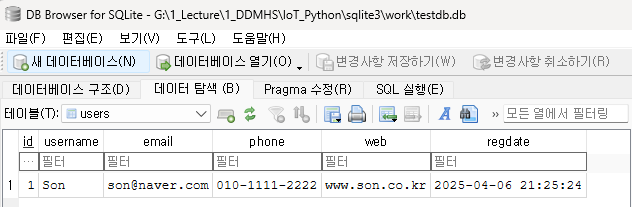 DB Browser for SQLite - G:\1_Lecture\1_DDMHS\IoT_Python\sqlite3\work\testdb.db
파일(F) 편집(E) 보기(V) 도구(L) 도움말(H)
새 데이터베이스(N) 데이터베이스 열기(O) 변경사항 저장하기(W) 변경사항 취소하기(R)
데이터베이스 구조(D) 데이터 탐색 (B) Pragma 수정(R) SQL 실행(E)
테이블(T): users A » 모든 열에서 필터링
id username email phone web regdate
... 필터 필터 필터 필터 필터
1 1 Son son@naver.com 010-1111-2222 www.son.co.kr 2025-04-06 21:25:24